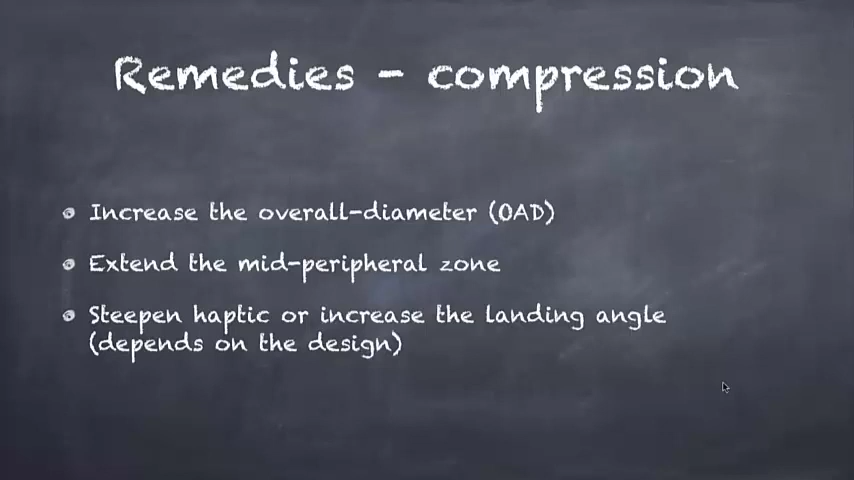 Remedies - compression
Increase the overall-diameter (OAD)
Extend the mid-peripheral zone
Steepen haptic or increase the landing angle
(depends on the design)